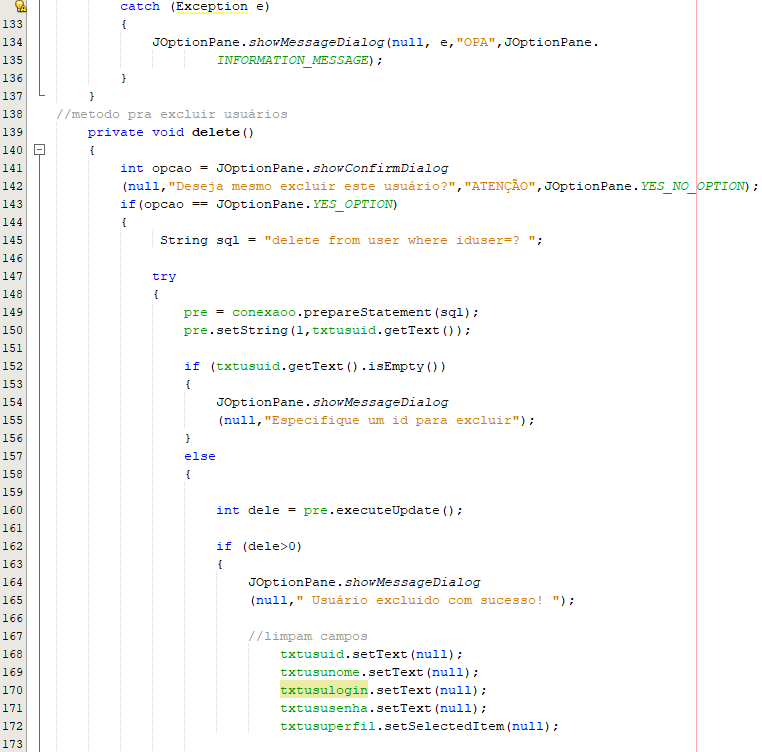 catch (Exception e)
133 {
134 JOptionPane.showMessageDialog(null, e,"OPA",JOptionPane.
135 INFORMATION_MESSAGE);
136 }
137 }
138 //metodo pra excluir usuários
139 private void delete()
140 {
141 int opcao = JOptionPane.showConfirmDialog
142 (null,"Deseja mesmo excluir este usuário?","ATENÇÃO",JOptionPane.YES_NO_OPTION);
143 if(opcao == JOptionPane.YES_OPTION)
144 {
145 String sql = "delete from user where iduser=? ";
146
147 try
148 {
149 pre = conexaoo.prepareStatement(sql);
150 pre.setString(1,txtusuid.getText());
151
152 if (txtusuid.getText().isEmpty())
153 {
154 JOptionPane.showMessageDialog
155 (null,"Especifique um id para excluir");
156 }
157 else
158 {
159
160 int dele = pre.executeUpdate();
161
162 if (dele>0)
163 {
164 JOptionPane.showMessageDialog
165 (null," Usuário excluido com sucesso! ");
166
167 //limpam campos
168 txtusuid.setText(null);
169 txtusunome.setText(null);
170 txtusulogin.setText(null);
171 txtususenha.setText(null);
172 txtusuperfil.setSelectedItem(null);
173